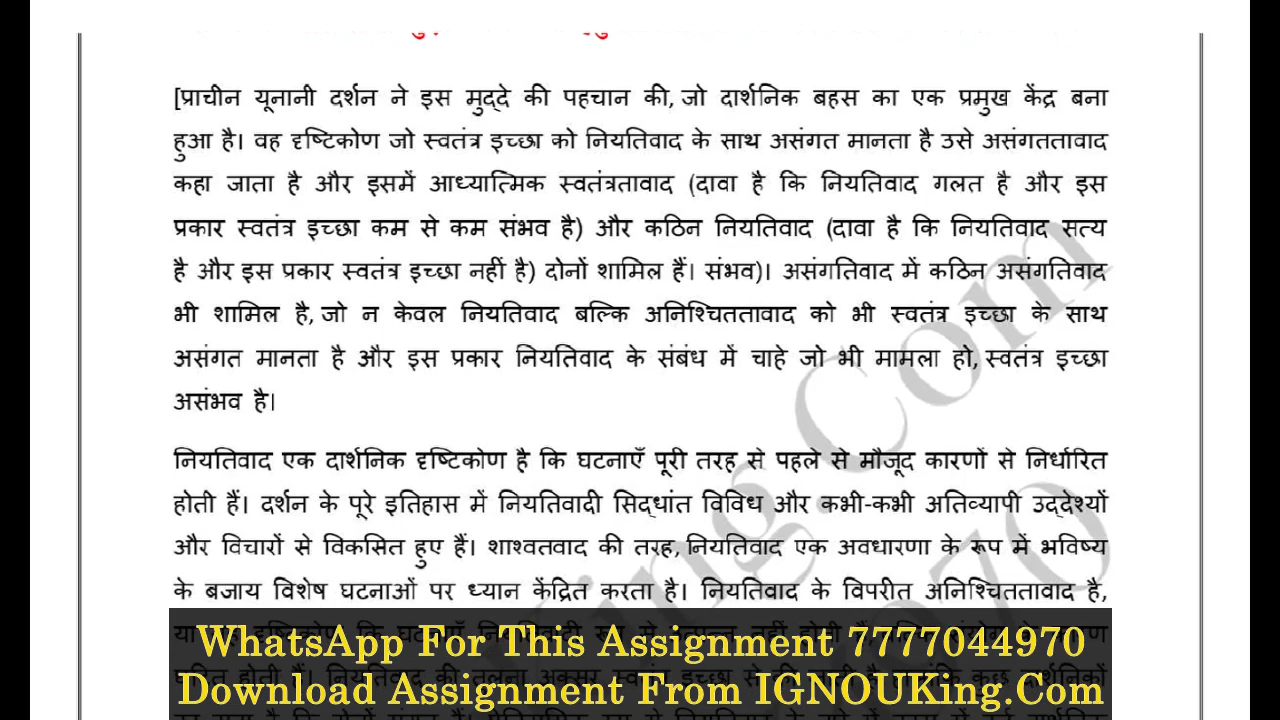 [प्राचीन यूनानी दर्शन ने इस मुद्दे की पहचान की, जो दार्शनिक बहस का एक प्रमुख केंद्र बना
हुआ है। वह दृष्टिकोण जो स्वतंत्र इच्छा को नियतिवाद के साथ असंगत मानता है उसे असंगततावाद
कहा जाता है और इसमें आध्यात्मिक स्वतंत्रतावाद (दावा है कि नियतिवाद गलत है और इस
प्रकार स्वतंत्र इच्छा कम से कम संभव है) और कठिन नियतिवाद (दावा है कि नियतिवाद सत्य
है और इस प्रकार स्वतंत्र इच्छा नहीं है) दोनों शामिल हैं। संभव)। असंगतिवाद में कठिन असंगतिवाद
भी शामिल है, जो न केवल नियतिवाद बल्कि अनिश्चिततावाद को भी स्वतंत्र इच्छा के साथ
असंगत मानता है और इस प्रकार नियतिवाद के संबंध में चाहे जो भी मामला हो, स्वतंत्र इच्छा
असंभव है।
नियतिवाद एक दार्शनिक दृष्टिकोण है कि घटनाएँ पूरी तरह से पहले से मौजूद कारणों से निर्धारित
होती हैं। दर्शन के पूरे इतिहास में नियतिवादी सिद्धांत विविध और कभी-कभी अतिव्यापी उद्देश्यों
और विचारों से विकसित हुए हैं। शाश्वतवाद की तरह, नियतिवाद एक अवधारणा के रूप में भविष्य
के बजाय विशेष घटनाओं पर ध्यान केंद्रित करता है। नियतिवाद के विपरीत अनिश्चिततावाद है,
WhatsApp For This Assignment 7777044970
Download Assignment From IGNOUKing.Com